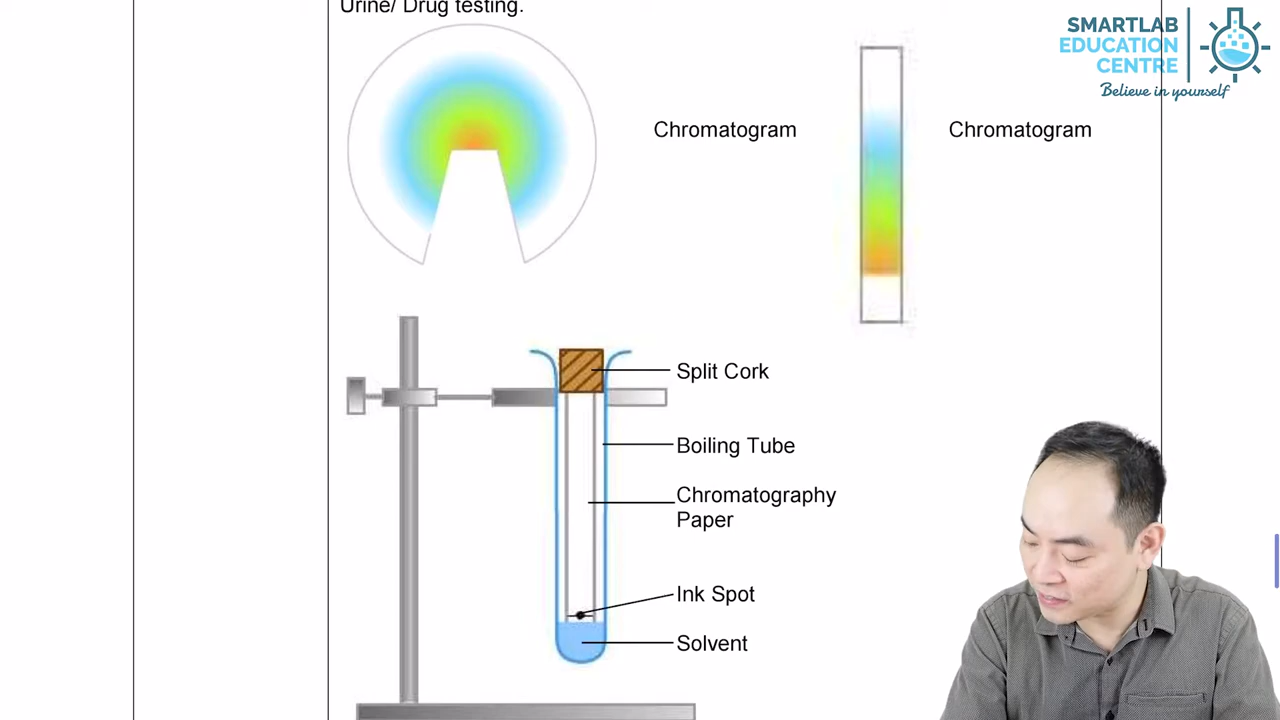 Urine/ Drug testing.
SMARTLAB
EDUCATION
CENTRE
Believe in yourself
Chromatogram
Chromatogram
Split Cork
Boiling Tube
Chromatography
Paper
Ink Spot
Solvent